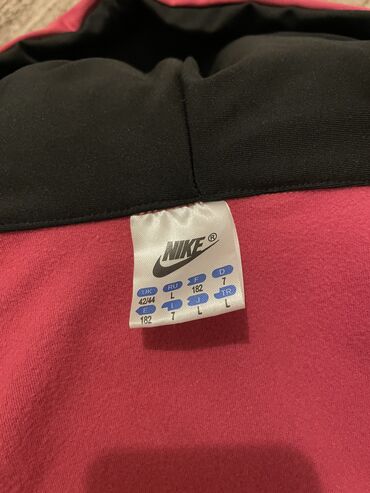 NIKE ®
UK RU F D
42/44 L 182 7
E I J TR
182 7 L L